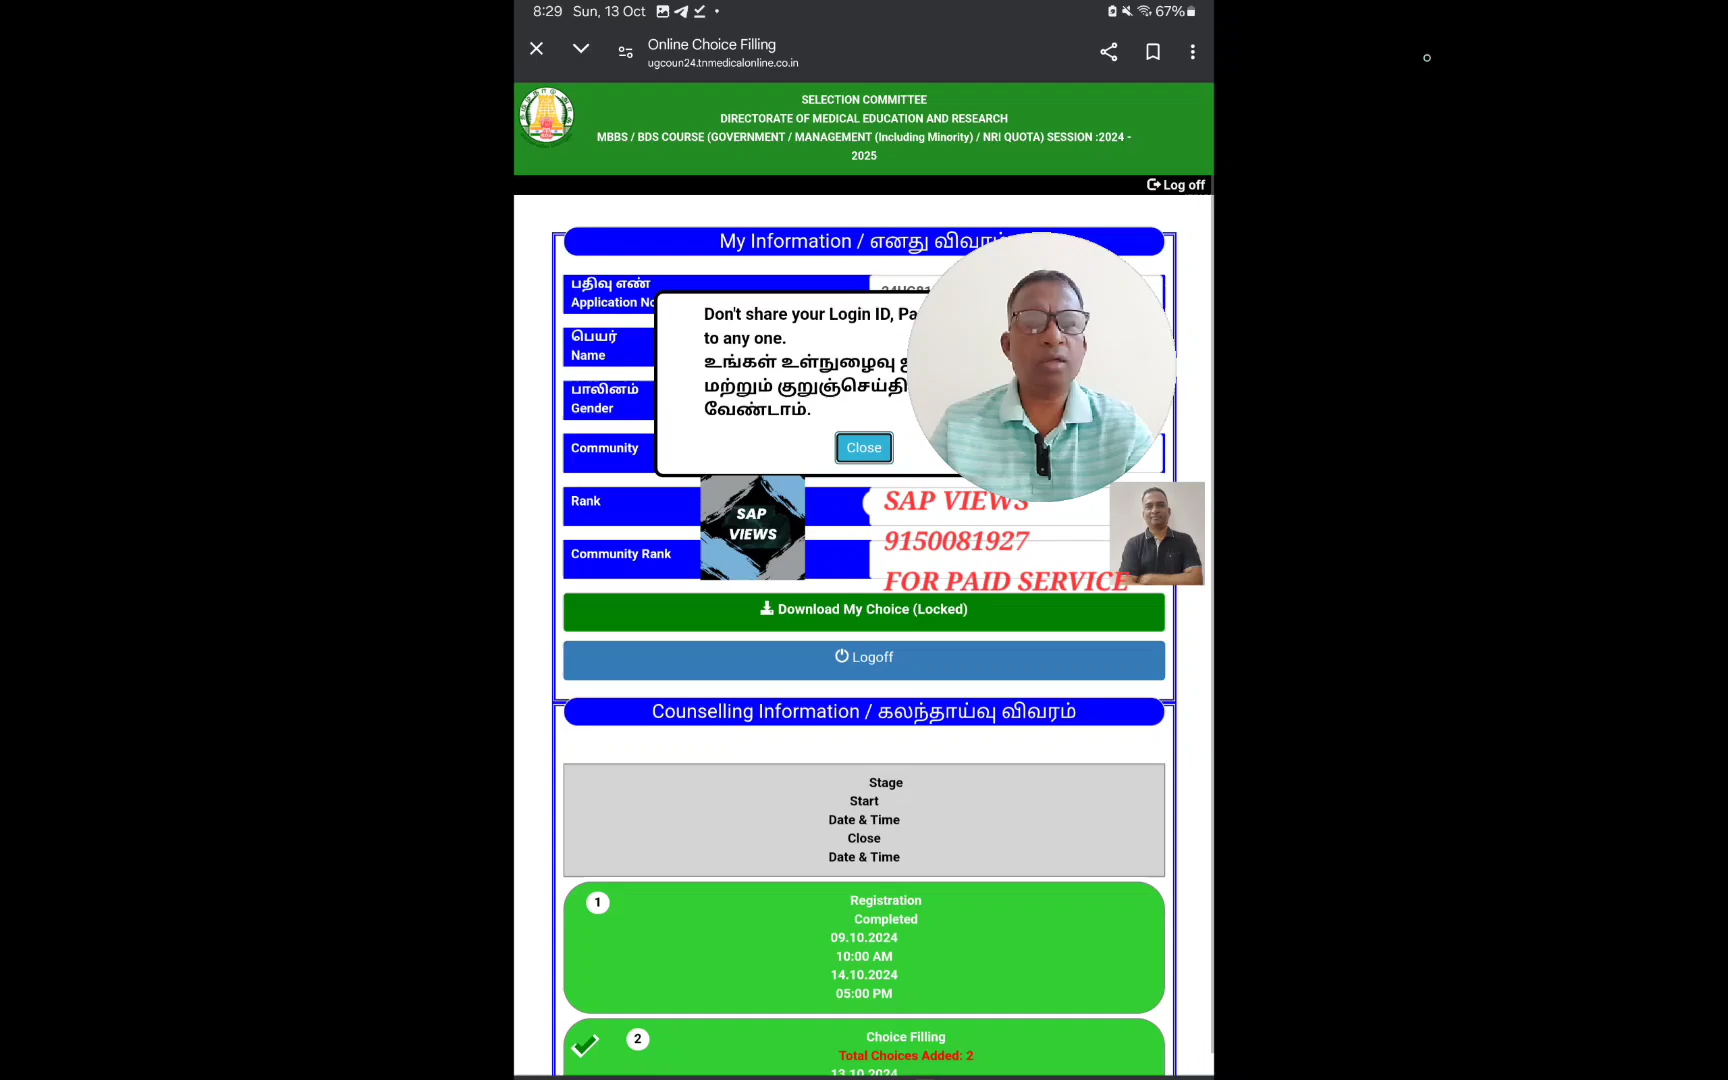 8:29 Sun, 13 Oct
67%
Online Choice Filling
ugcoun24.tnmedicalonline.co.in
SELECTION COMMITTEE
DIRECTORATE OF MEDICAL EDUCATION AND RESEARCH
MBBS / BDS COURSE (GOVERNMENT / MANAGEMENT (Including Minority) / NRI QUOTA) SESSION :2024 -
2025
Log off
My Information / எனது
பதிவு எண்
Application No
பெயர்
Name
பாலினம்
Gender
Community
Rank
Community Rank
Don't share your Login ID,
to any one.
உங்கள் உள்நுழைவு
மற்றும்
வேண்டாம்.
Close
SAP
VIEWS
SAP VIEWS
9150081927
FOR PAID SERVICE
Download My Choice (Locked)
Logoff
Counselling Information / கலந்தாய்வு விவரம்
Stage
Start
Date & Time
Close
Date & Time
1
Registration
Completed
09.10.2024
10:00 AM
14.10.2024
05:00 PM
2
Choice Filling
Total Choices Added: 2
13.10.2024